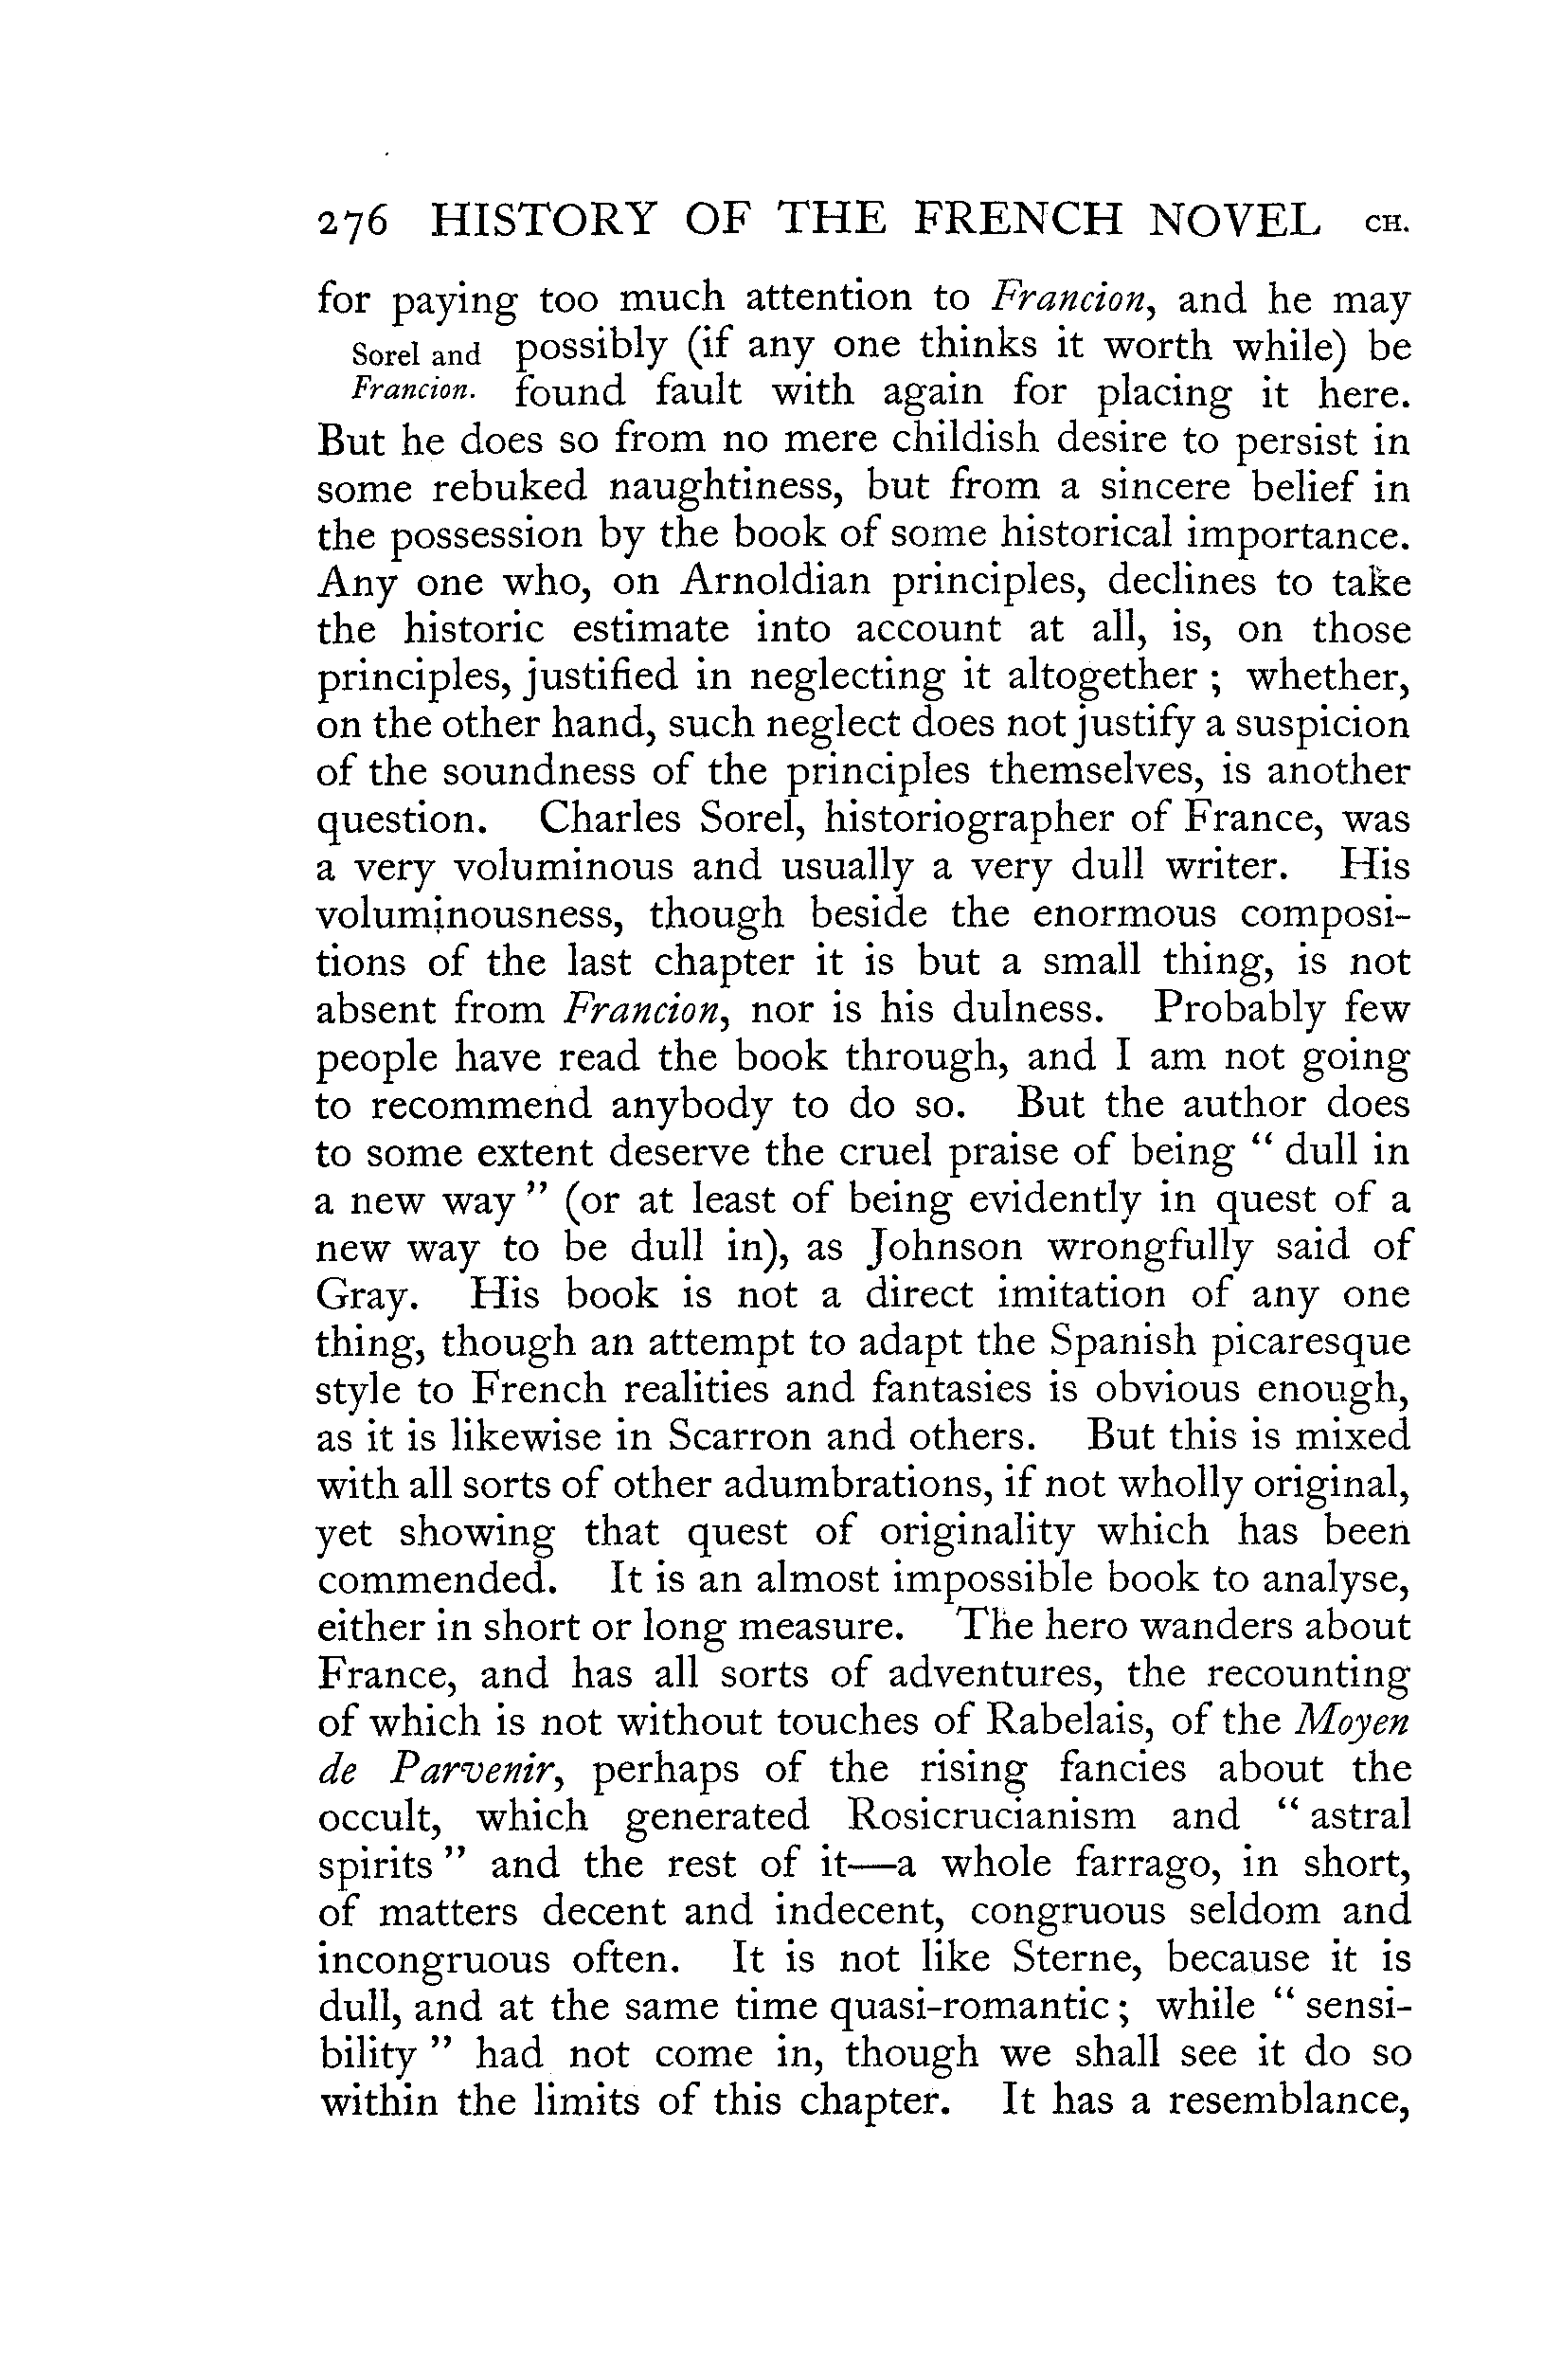 276 HISTORY OF THE FRENCH NOVEL CH.
for paying too much attention to Francion, and he may
Sorel and possibly (if any one thinks it worth while) be
Francion. found fault with again for placing it here.
But he does so from no mere childish desire to persist in
some rebuked naughtiness, but from a sincere belief in
the possession by the book of some historical importance.
Any one who, on Arnoldian principles, declines to take
the historic estimate into account at all, is, on those
principles, justified in neglecting it altogether ; whether,
on the other hand, such neglect does not justify a suspicion
of the soundness of the principles themselves, is another
question. Charles Sorel, historiographer of France, was
a very voluminous and usually a very dull writer. His
voluminousness, though beside the enormous composi-
tions of the last chapter it is but a small thing, is not
absent from Francion, nor is his dulness. Probably few
people have read the book through, and I am not going
to recommend anybody to do so. But the author does
to some extent deserve the cruel praise of being “ dull in
a new way ” (or at least of being evidently in quest of a
new way to be dull in), as Johnson wrongfully said of
Gray. His book is not a direct imitation of any one
thing, though an attempt to adapt the Spanish picaresque
style to French realities and fantasies is obvious enough,
as it is likewise in Scarron and others. But this is mixed
with all sorts of other adumbrations, if not wholly original,
yet showing that quest of originality which has been
commended. It is an almost impossible book to analyse,
either in short or long measure. The hero wanders about
France, and has all sorts of adventures, the recounting
of which is not without touches of Rabelais, of the Moyen
de Parvenir, perhaps of the rising fancies about the
occult, which generated Rosicrucianism and “ astral
spirits ” and the rest of it—a whole farrago, in short,
of matters decent and indecent, congruous seldom and
incongruous often. It is not like Sterne, because it is
dull, and at the same time quasi-romantic ; while “ sensi-
bility ” had not come in, though we shall see it do so
within the limits of this chapter. It has a resemblance,